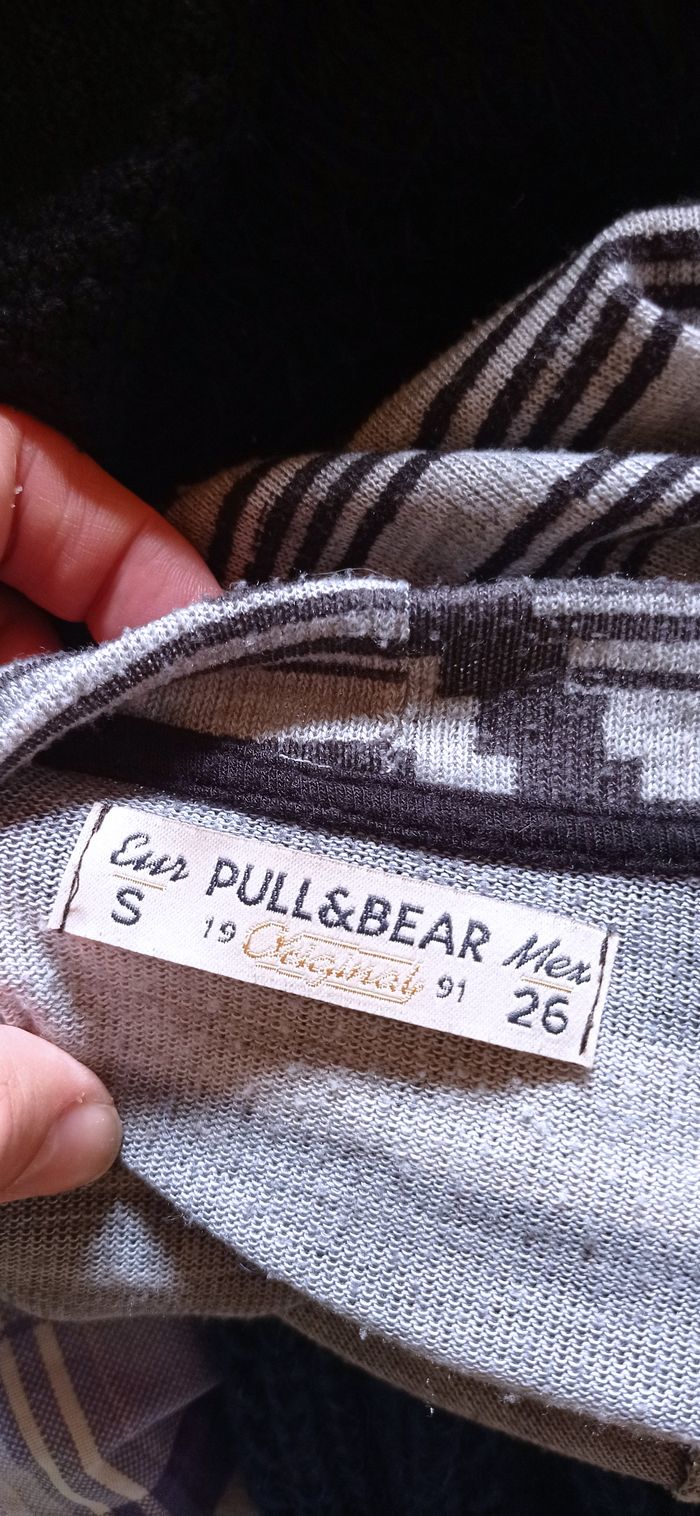 Eur PULL&BEAR Mex
S 19 Original 91 26